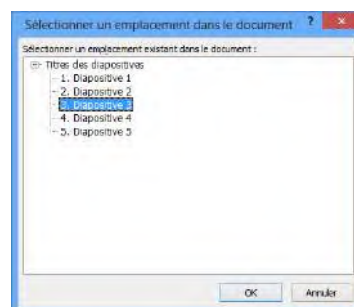 Sélectionner un emplacement dans le document
Sélectionner un emplacement existant dans le document :
Titres des diapositives
1. Diapositive 1
2. Diapositive 2
3. Diapositive 3
4. Diapositive 4
5. Diapositive 5
OK Annuler